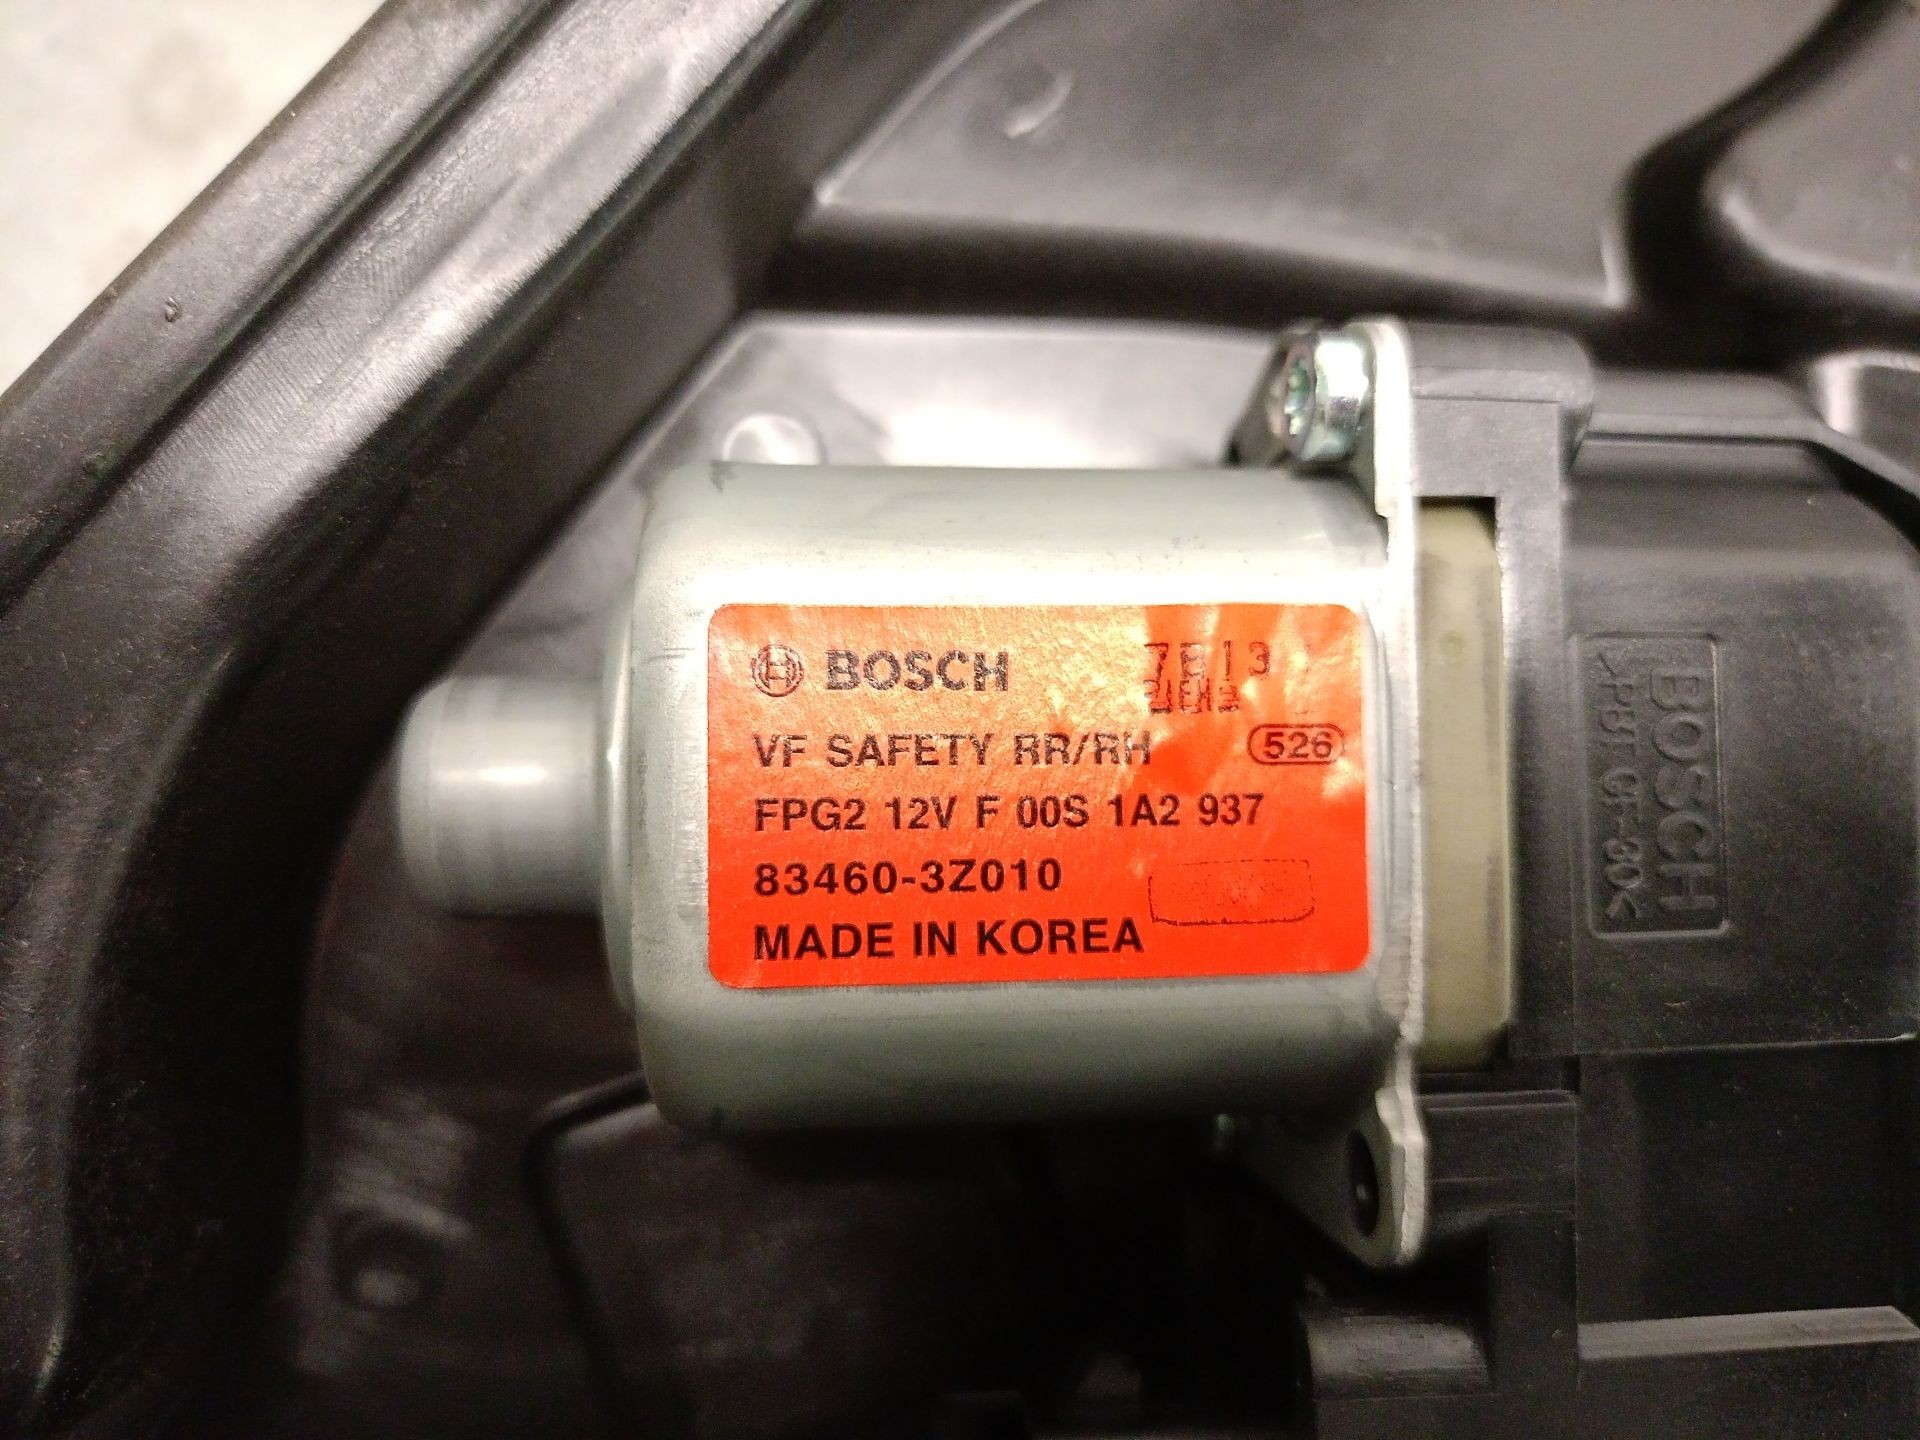 BOSCH
VF SAFETY RR/RH 526
FPG2 12V F 00S 1A2 937
83460-3Z010
MADE IN KOREA
BOSCH